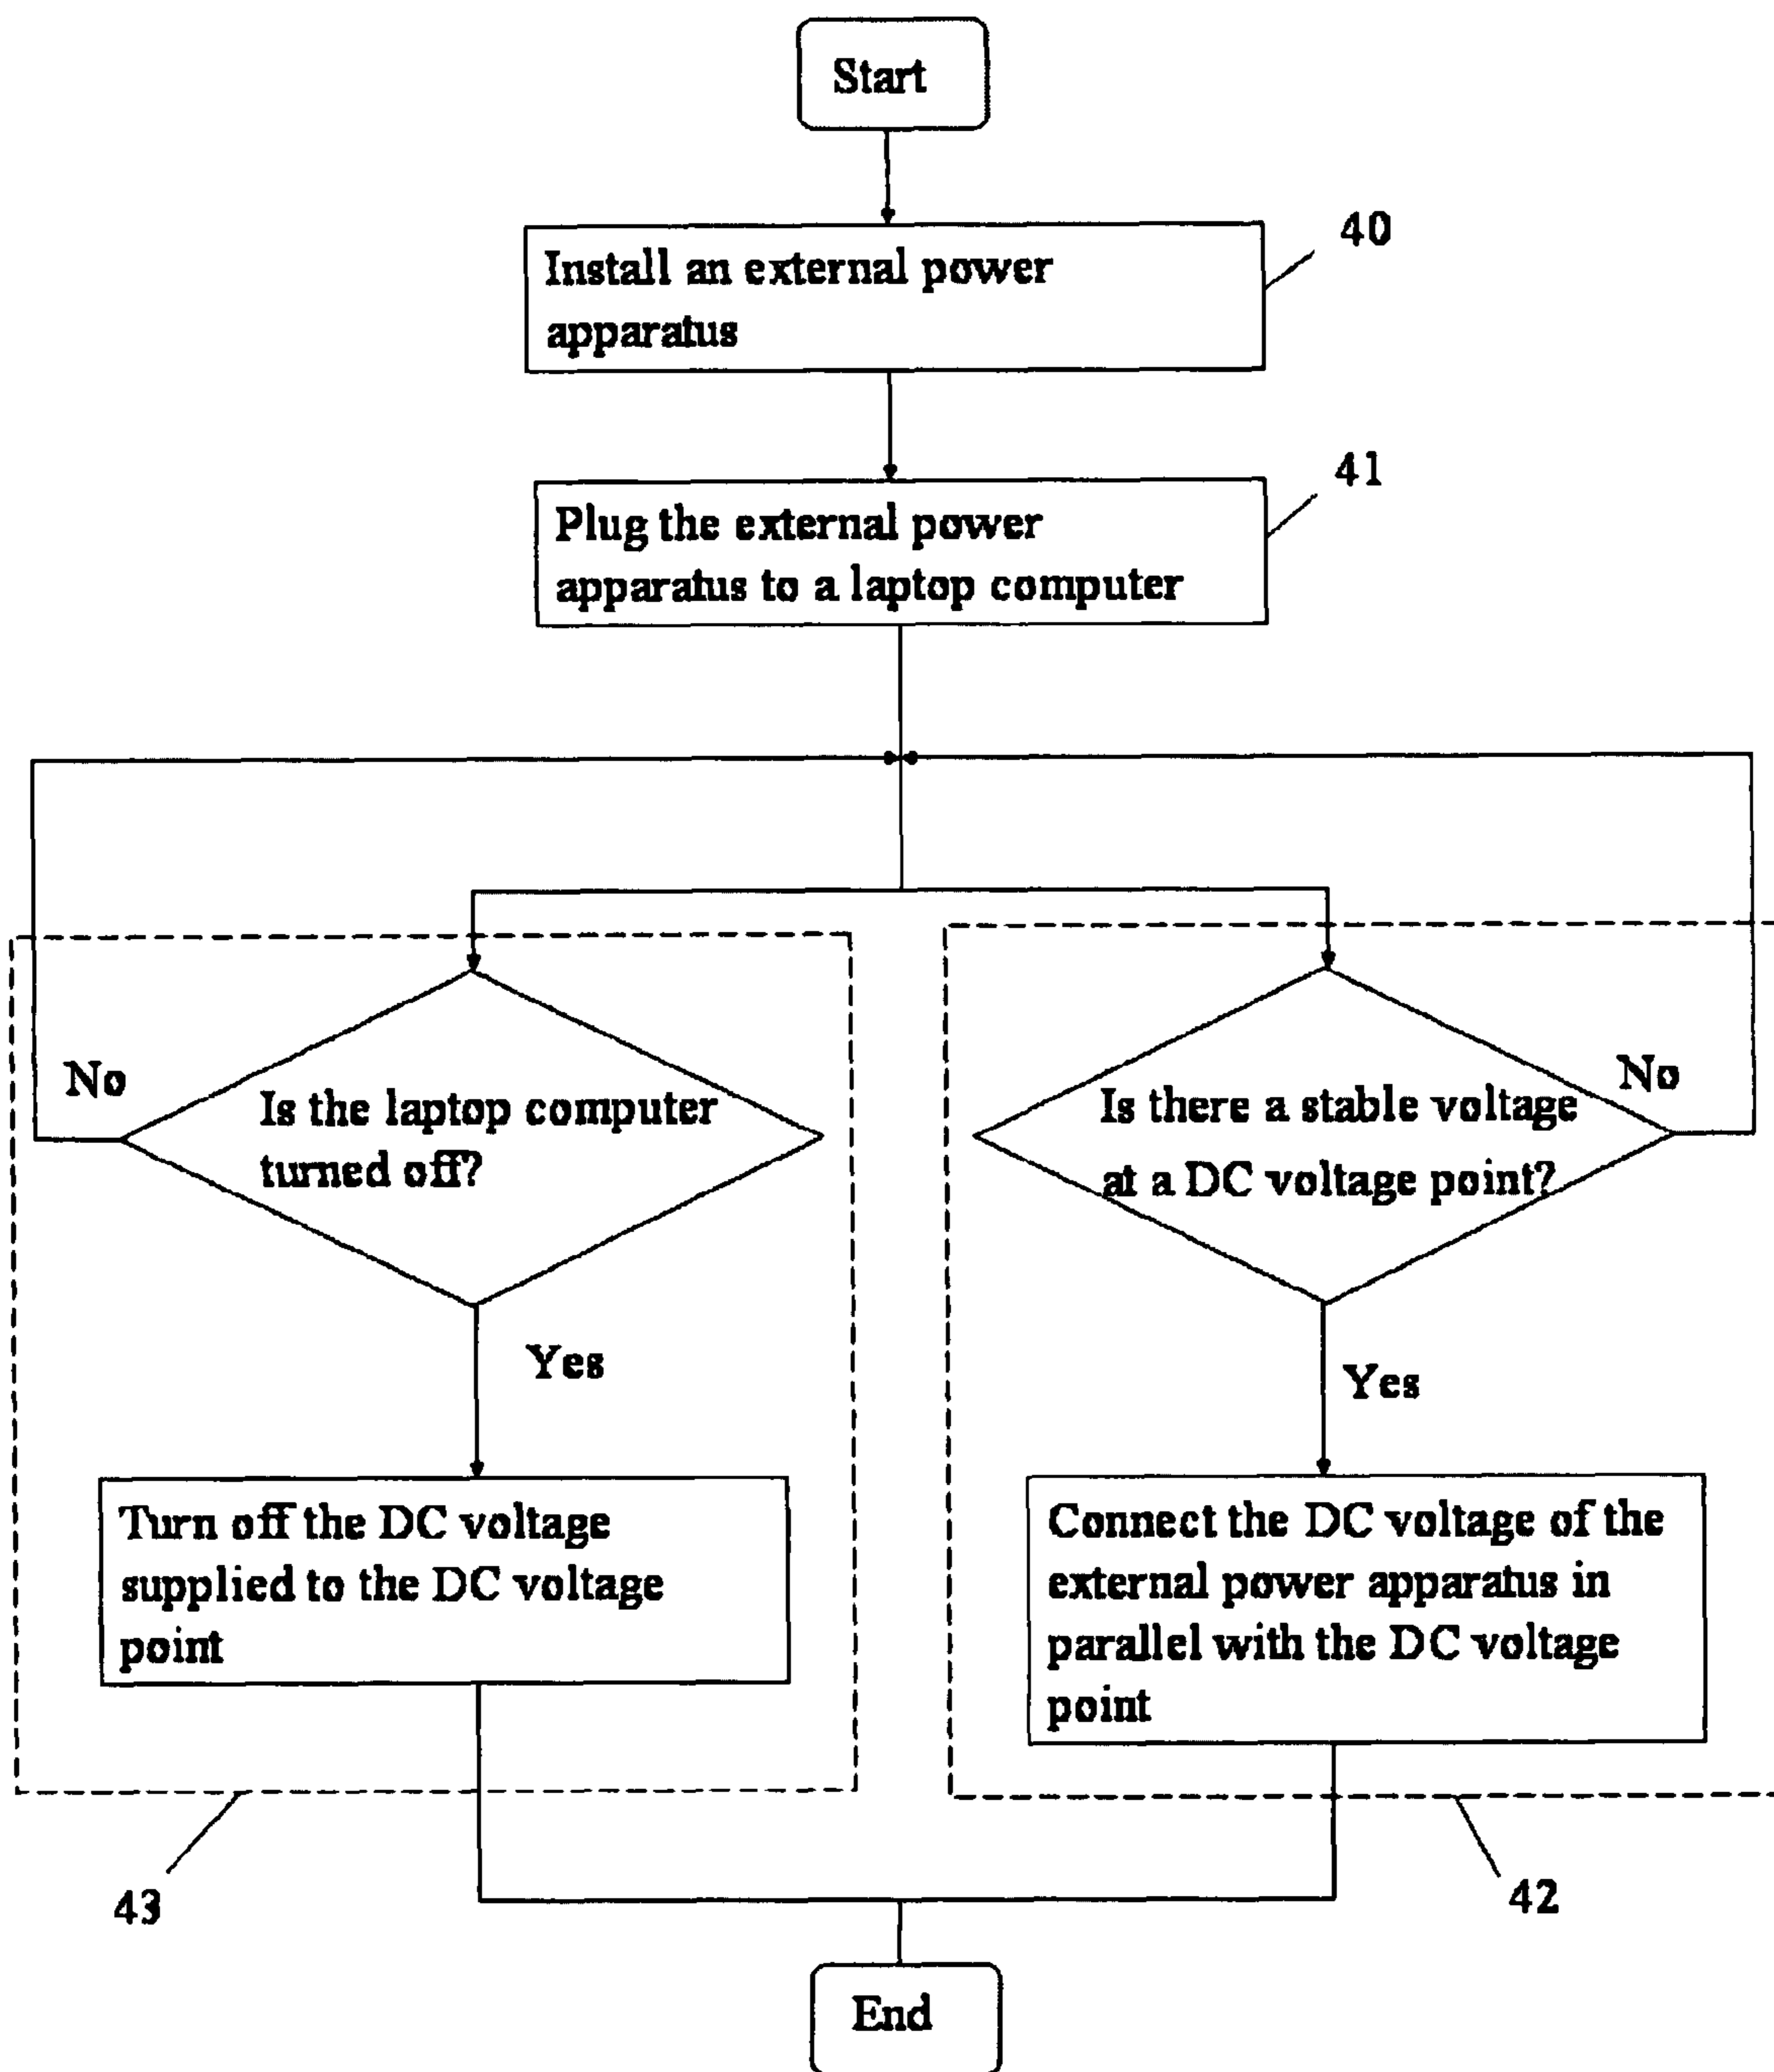 Start
40
Install an external power
apparatus
41
Plug the external power
apparatus to a laptop computer
No
Is the laptop computer
turned off?
No
Is there a stable voltage
at a DC voltage point?
Yes
Yes
Turn off the DC voltage
supplied to the DC voltage
point
Connect the DC voltage of the
external power apparatus in
parallel with the DC voltage
point
43
42
End